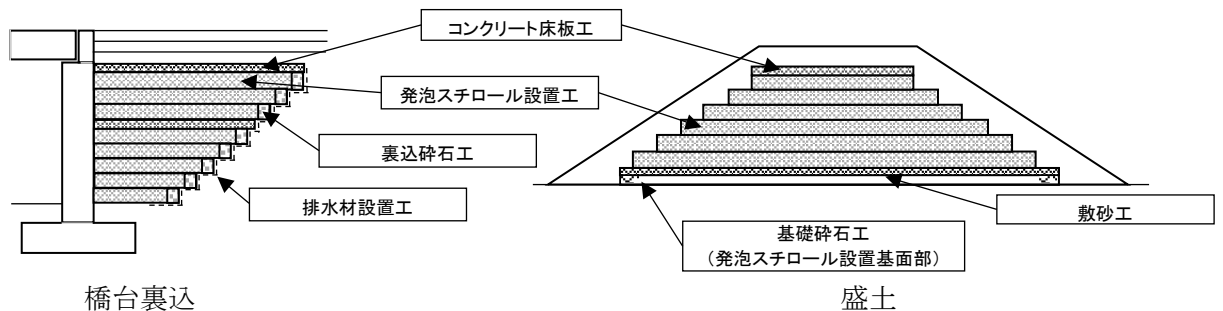 コンクリート床板工
発泡スチロール設置工
裏込砕石工
排水材設置工
敷砂工
基礎砕石工
（発泡スチロール設置基面部）
橋台裏込
盛土